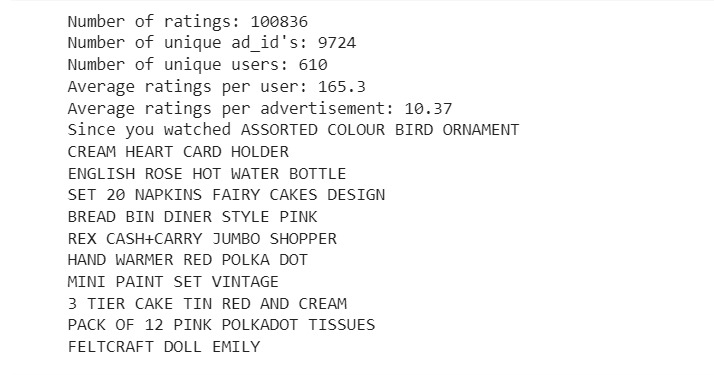 Number of ratings: 100836
Number of unique ad_id's: 9724
Number of unique users: 610
Average ratings per user: 165.3
Average ratings per advertisement: 10.37
Since you watched ASSORTED COLOUR BIRD ORNAMENT
CREAM HEART CARD HOLDER
ENGLISH ROSE HOT WATER BOTTLE
SET 20 NAPKINS FAIRY CAKES DESIGN
BREAD BIN DINER STYLE PINK
REX CASH+CARRY JUMBO SHOPPER
HAND WARMER RED POLKA DOT
MINI PAINT SET VINTAGE
3 TIER CAKE TIN RED AND CREAM
PACK OF 12 PINK POLKADOT TISSUES
FELTCRAFT DOLL EMILY